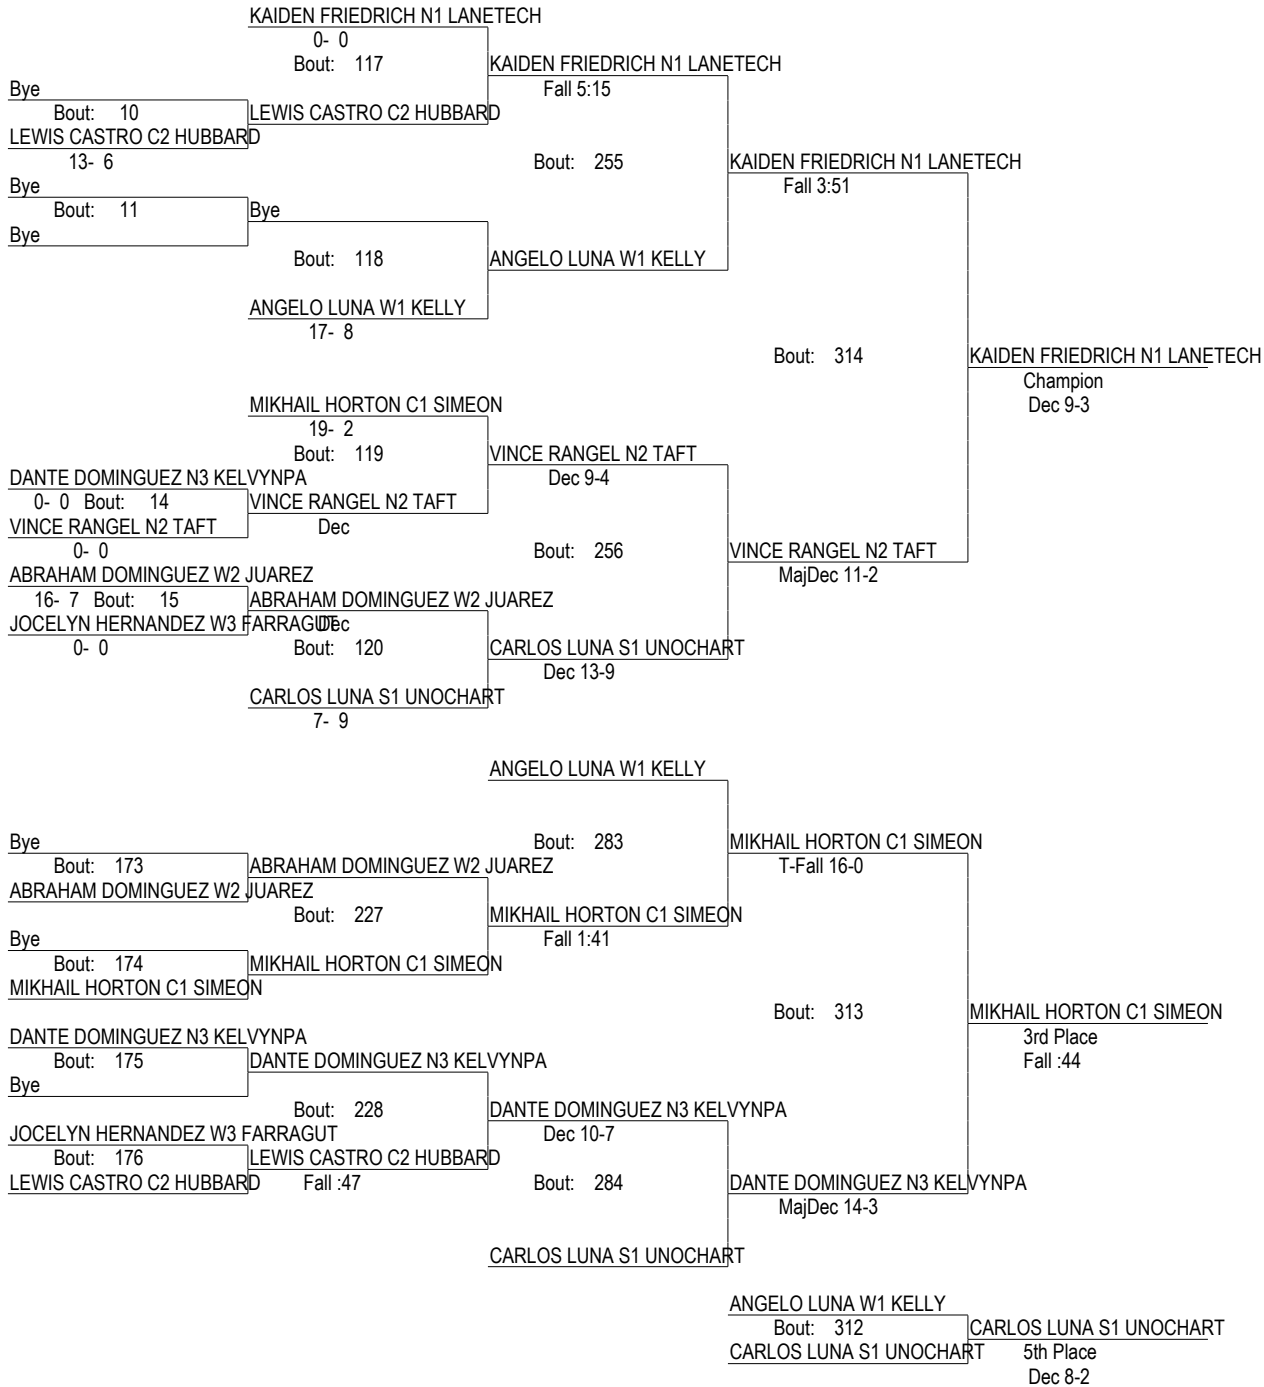 KAIDEN FRIEDRICH N1 LANETECH
0- 0
Bout: 117
KAIDEN FRIEDRICH N1 LANETECH
Bye
Fall 5:15
Bout: 10
LEWIS CASTRO C2 HUBBARD
LEWIS CASTRO C2 HUBBARD
13- 6
Bout: 255
KAIDEN FRIEDRICH N1 LANETECH
Bye
Fall 3:51
Bout: 11
Bye
Bye
Bout: 118
ANGELO LUNA W1 KELLY
ANGELO LUNA W1 KELLY
17- 8
Bout: 314
KAIDEN FRIEDRICH N1 LANETECH
Champion
Dec 9-3
MIKHAIL HORTON C1 SIMEON
19- 2
Bout: 119
VINCE RANGEL N2 TAFT
DANTE DOMINGUEZ N3 KELVYNPA
Dec 9-4
0- 0 Bout: 14
VINCE RANGEL N2 TAFT
VINCE RANGEL N2 TAFT
Dec
0- 0
Bout: 256
VINCE RANGEL N2 TAFT
ABRAHAM DOMINGUEZ W2 JUAREZ
MajDec 11-2
16- 7 Bout: 15
ABRAHAM DOMINGUEZ W2 JUAREZ
JOCELYN HERNANDEZ W3 FARRAGUT
Dec
0- 0
Bout: 120
CARLOS LUNA S1 UNOCHART
Dec 13-9
CARLOS LUNA S1 UNOCHART
7- 9
ANGELO LUNA W1 KELLY
Bye
Bout: 283
MIKHAIL HORTON C1 SIMEON
Bout: 173
ABRAHAM DOMINGUEZ W2 JUAREZ
T-Fall 16-0
ABRAHAM DOMINGUEZ W2 JUAREZ
Bout: 227
MIKHAIL HORTON C1 SIMEON
Bye
Fall 1:41
Bout: 174
MIKHAIL HORTON C1 SIMEON
MIKHAIL HORTON C1 SIMEON
Bout: 313
MIKHAIL HORTON C1 SIMEON
DANTE DOMINGUEZ N3 KELVYNPA
3rd Place
Bout: 175
DANTE DOMINGUEZ N3 KELVYNPA
Fall :44
Bye
Bout: 228
DANTE DOMINGUEZ N3 KELVYNPA
JOCELYN HERNANDEZ W3 FARRAGUT
Dec 10-7
Bout: 176
LEWIS CASTRO C2 HUBBARD
LEWIS CASTRO C2 HUBBARD
Fall :47
Bout: 284
DANTE DOMINGUEZ N3 KELVYNPA
MajDec 14-3
CARLOS LUNA S1 UNOCHART
ANGELO LUNA W1 KELLY
Bout: 312
CARLOS LUNA S1 UNOCHART
CARLOS LUNA S1 UNOCHART
5th Place
Dec 8-2